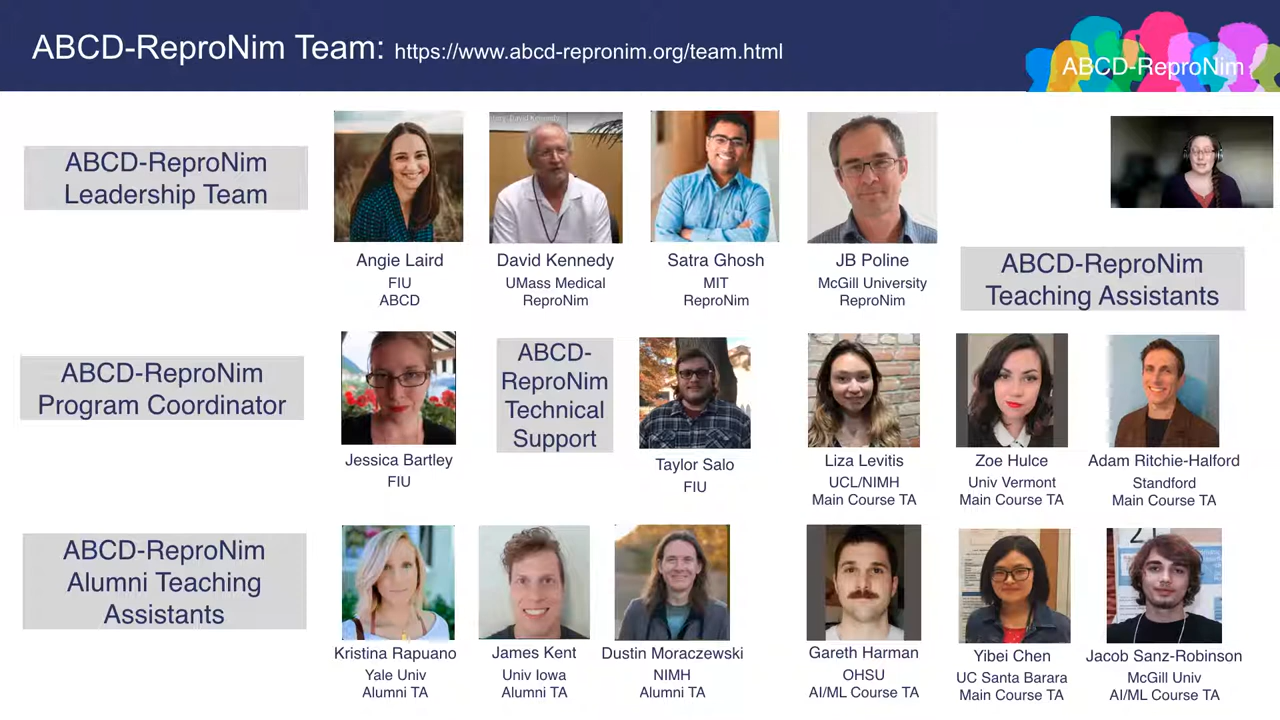 ABCD-ReproNim Team: https://www.abcd-repronim.org/team.html
ABCD-ReproNim
ABCD-ReproNim
Leadership Team
Angie Laird
FIU
ABCD
David Kennedy
UMass Medical
ReproNim
Satra Ghosh
MIT
ReproNim
JB Poline
McGill University
ReproNim
ABCD-ReproNim
Teaching Assistants
ABCD-ReproNim
Program Coordinator
Jessica Bartley
FIU
ABCD-
ReproNim
Technical
Support
Taylor Salo
FIU
Liza Levitis
UCL/NIMH
Main Course TA
Zoe Hulce
Univ Vermont
Main Course TA
Adam Ritchie-Halford
Standford
Main Course TA
ABCD-ReproNim
Alumni Teaching
Assistants
Kristina Rapuano
Yale Univ
Alumni TA
James Kent
Univ Iowa
Alumni TA
Dustin Moraczewski
NIMH
Alumni TA
Gareth Harman
OHSU
AI/ML Course TA
Yibei Chen
UC Santa Barara
Main Course TA
Jacob Sanz-Robinson
McGill Univ
AI/ML Course TA